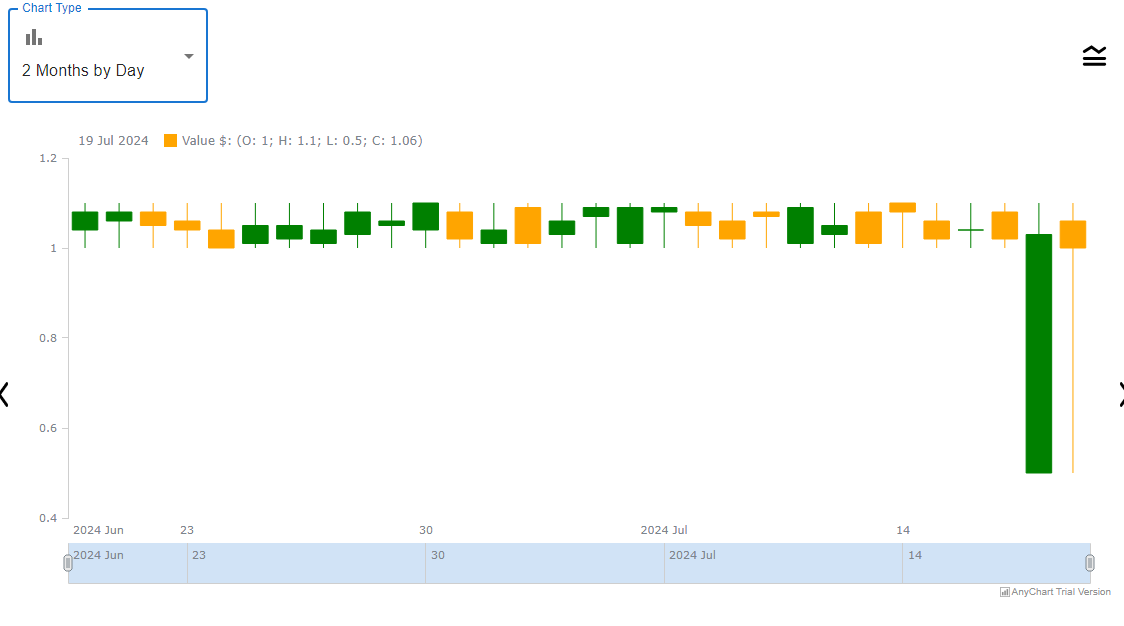 Chart Type
2 Months by Day
19 Jul 2024 Value $: (O: 1; H: 1.1; L: 0.5; C: 1.06)
1.2
1
0.8
0.6
0.4
2024 Jun 23 30 2024 Jul 14
2024 Jun 23 30 2024 Jul 14
AnyChart Trial Version